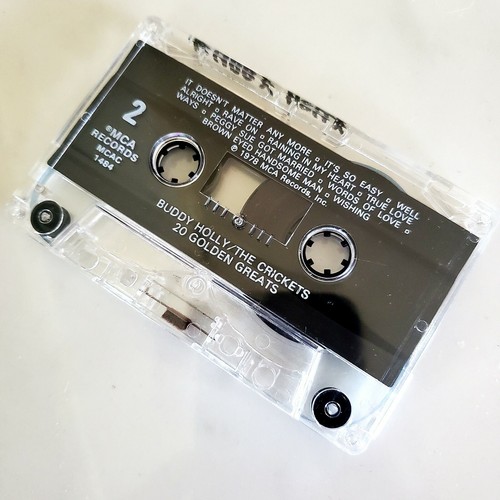 2
©MCA
RECORDS
MCAC
1484
IT DOESN'T MATTER ANY MORE ¤ IT'S SO EASY ¤ WELL
ALRIGHT ¤ RAVE ON ¤ RAINING IN MY HEART ¤ TRUE LOVE
WAYS ¤ PEGGY SUE GOT MARRIED ¤ WORDS OF LOVE ¤
BROWN EYED HANDSOME MAN ¤ WISHING
℗ 1978 MCA Records, Inc
BUDDY HOLLY/THE CRICKETS
20 GOLDEN GREATS